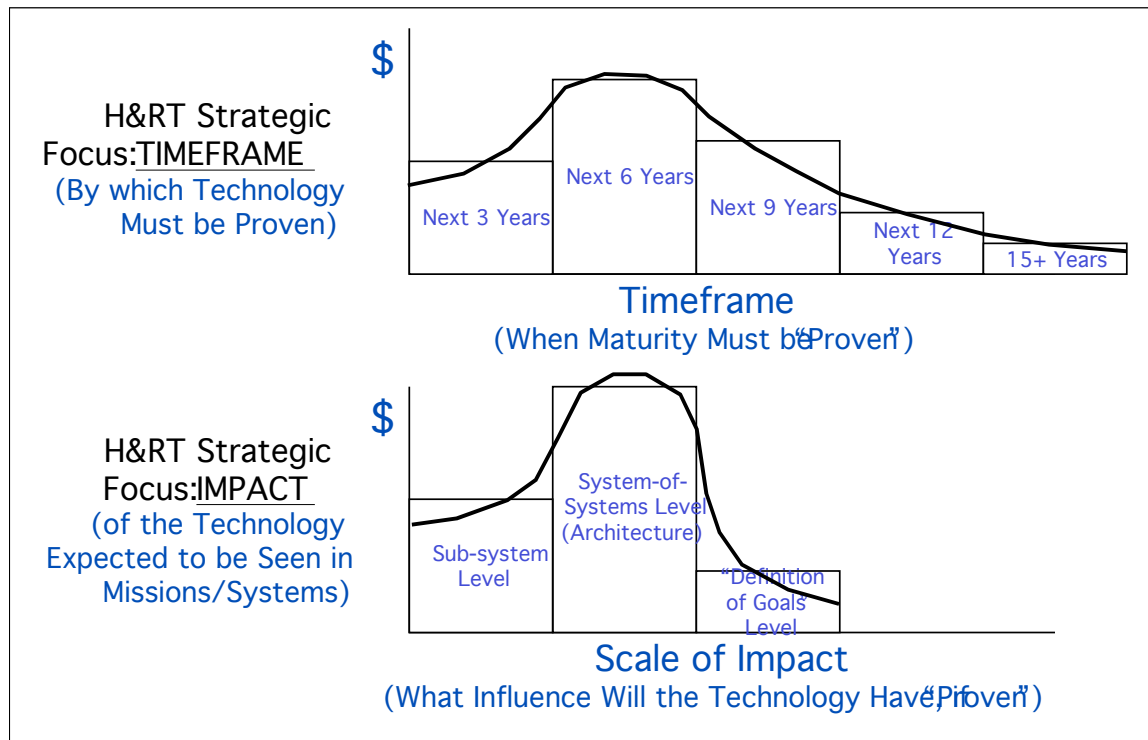 $
H&RT Strategic
Focus:TIMEFRAME
(By which Technology
Must be Proven)
Next 3 Years
Next 6 Years
Next 9 Years
Next 12
Years
15+ Years
Timeframe
(When Maturity Must be “Proven”)
$
H&RT Strategic
Focus:IMPACT
(of the Technology
Expected to be Seen in
Missions/Systems)
Sub-system
Level
System-of-
Systems Level
(Architecture)
“Definition
of Goals”
Level
Scale of Impact
(What Influence Will the Technology Have, if “Proven”)